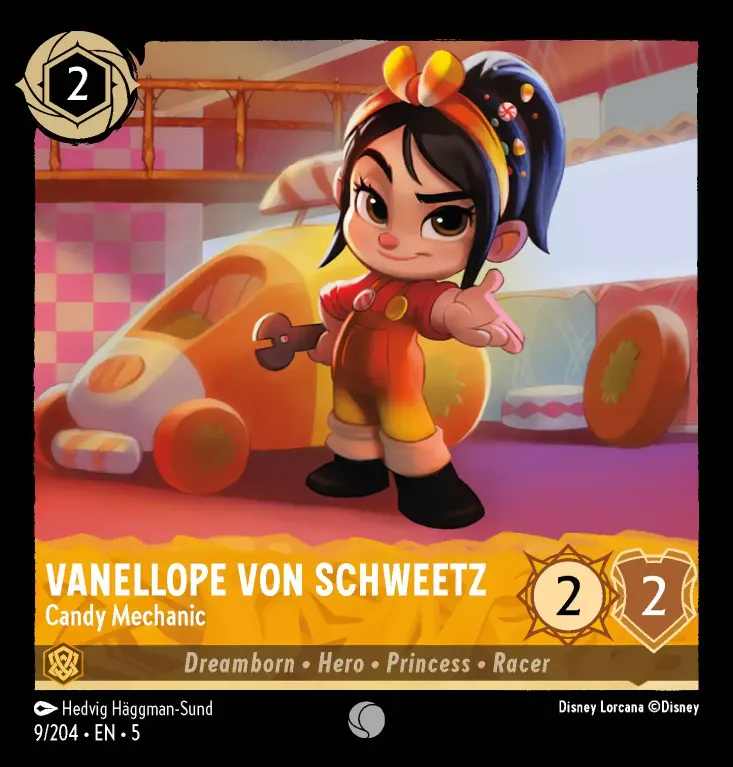 2
VANELLOPE VON SCHWEETZ
Candy Mechanic
2
2
Dreamborn • Hero • Princess • Racer
Hedvig Häggman-Sund
Disney Lorcana ©Disney
9/204 • EN • 5